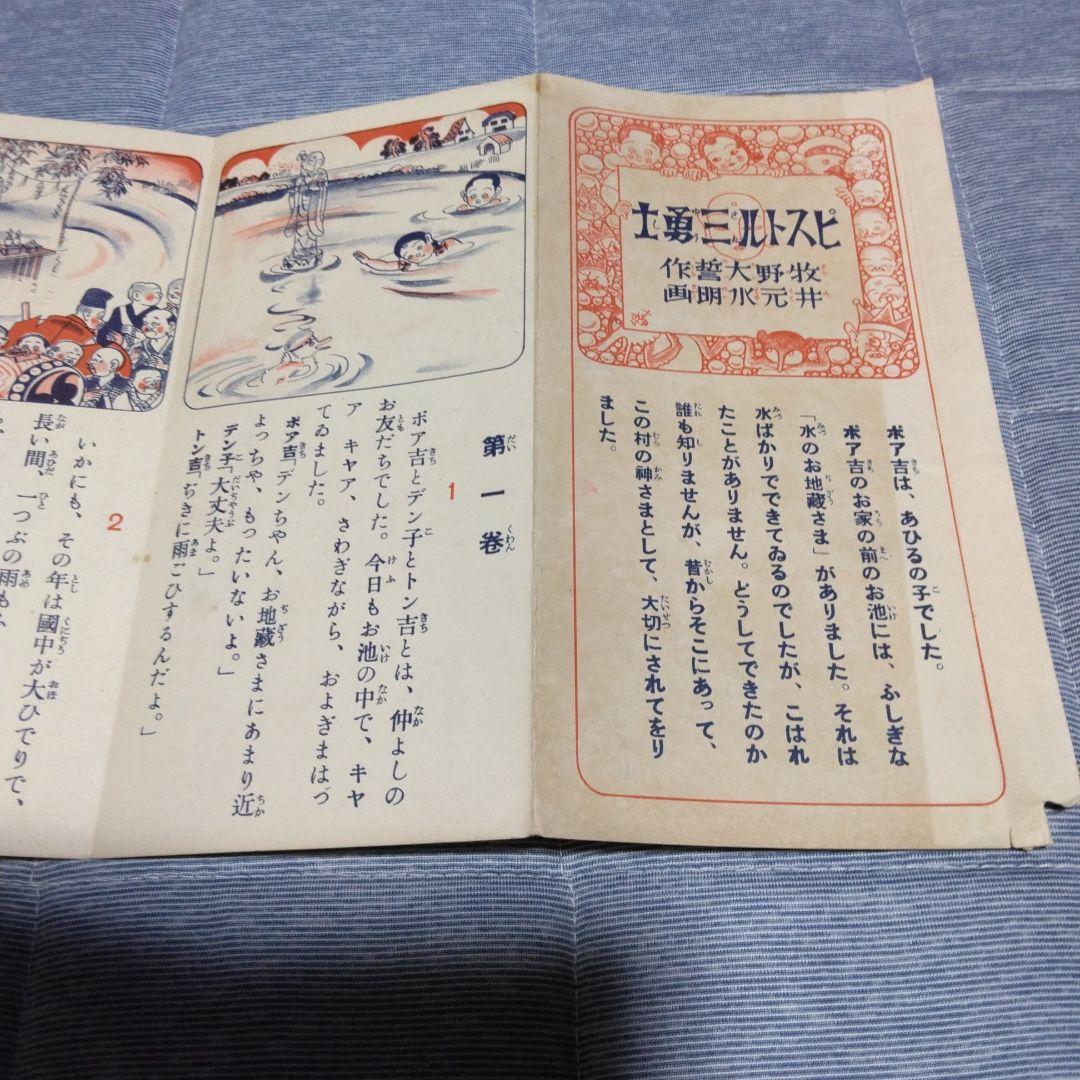 ピストル三勇士
牧野大誓作
井元水明画
ポア吉は、あひるの子でした。
ポア吉のお家の前のお池には、ふしぎな
「水のお地藏さま」がありました。それは
水ばかりでできてゐるのでしたが、こはれ
たことがありません。どうしてできたのか
誰も知りませんが、昔からそこにあって、
この村の神さまとして、大切にされてをり
ました。
第一卷
1
ポア吉とデン子とトン吉とは、仲よしの
お友だちでした。今日もお池の中で、キャ
ア　キャア、さわぎながら、およぎまはつ
てゐました。
ポア吉「デンちやん、お地藏さまにあまり近
よっちや、もったいないよ。」
デン子「大丈夫よ。」
トン吉「ぢきに雨ごひするんだよ。」
2
いかにも、その年は國中が大ひでりで、
長い間、一つぶの雨も